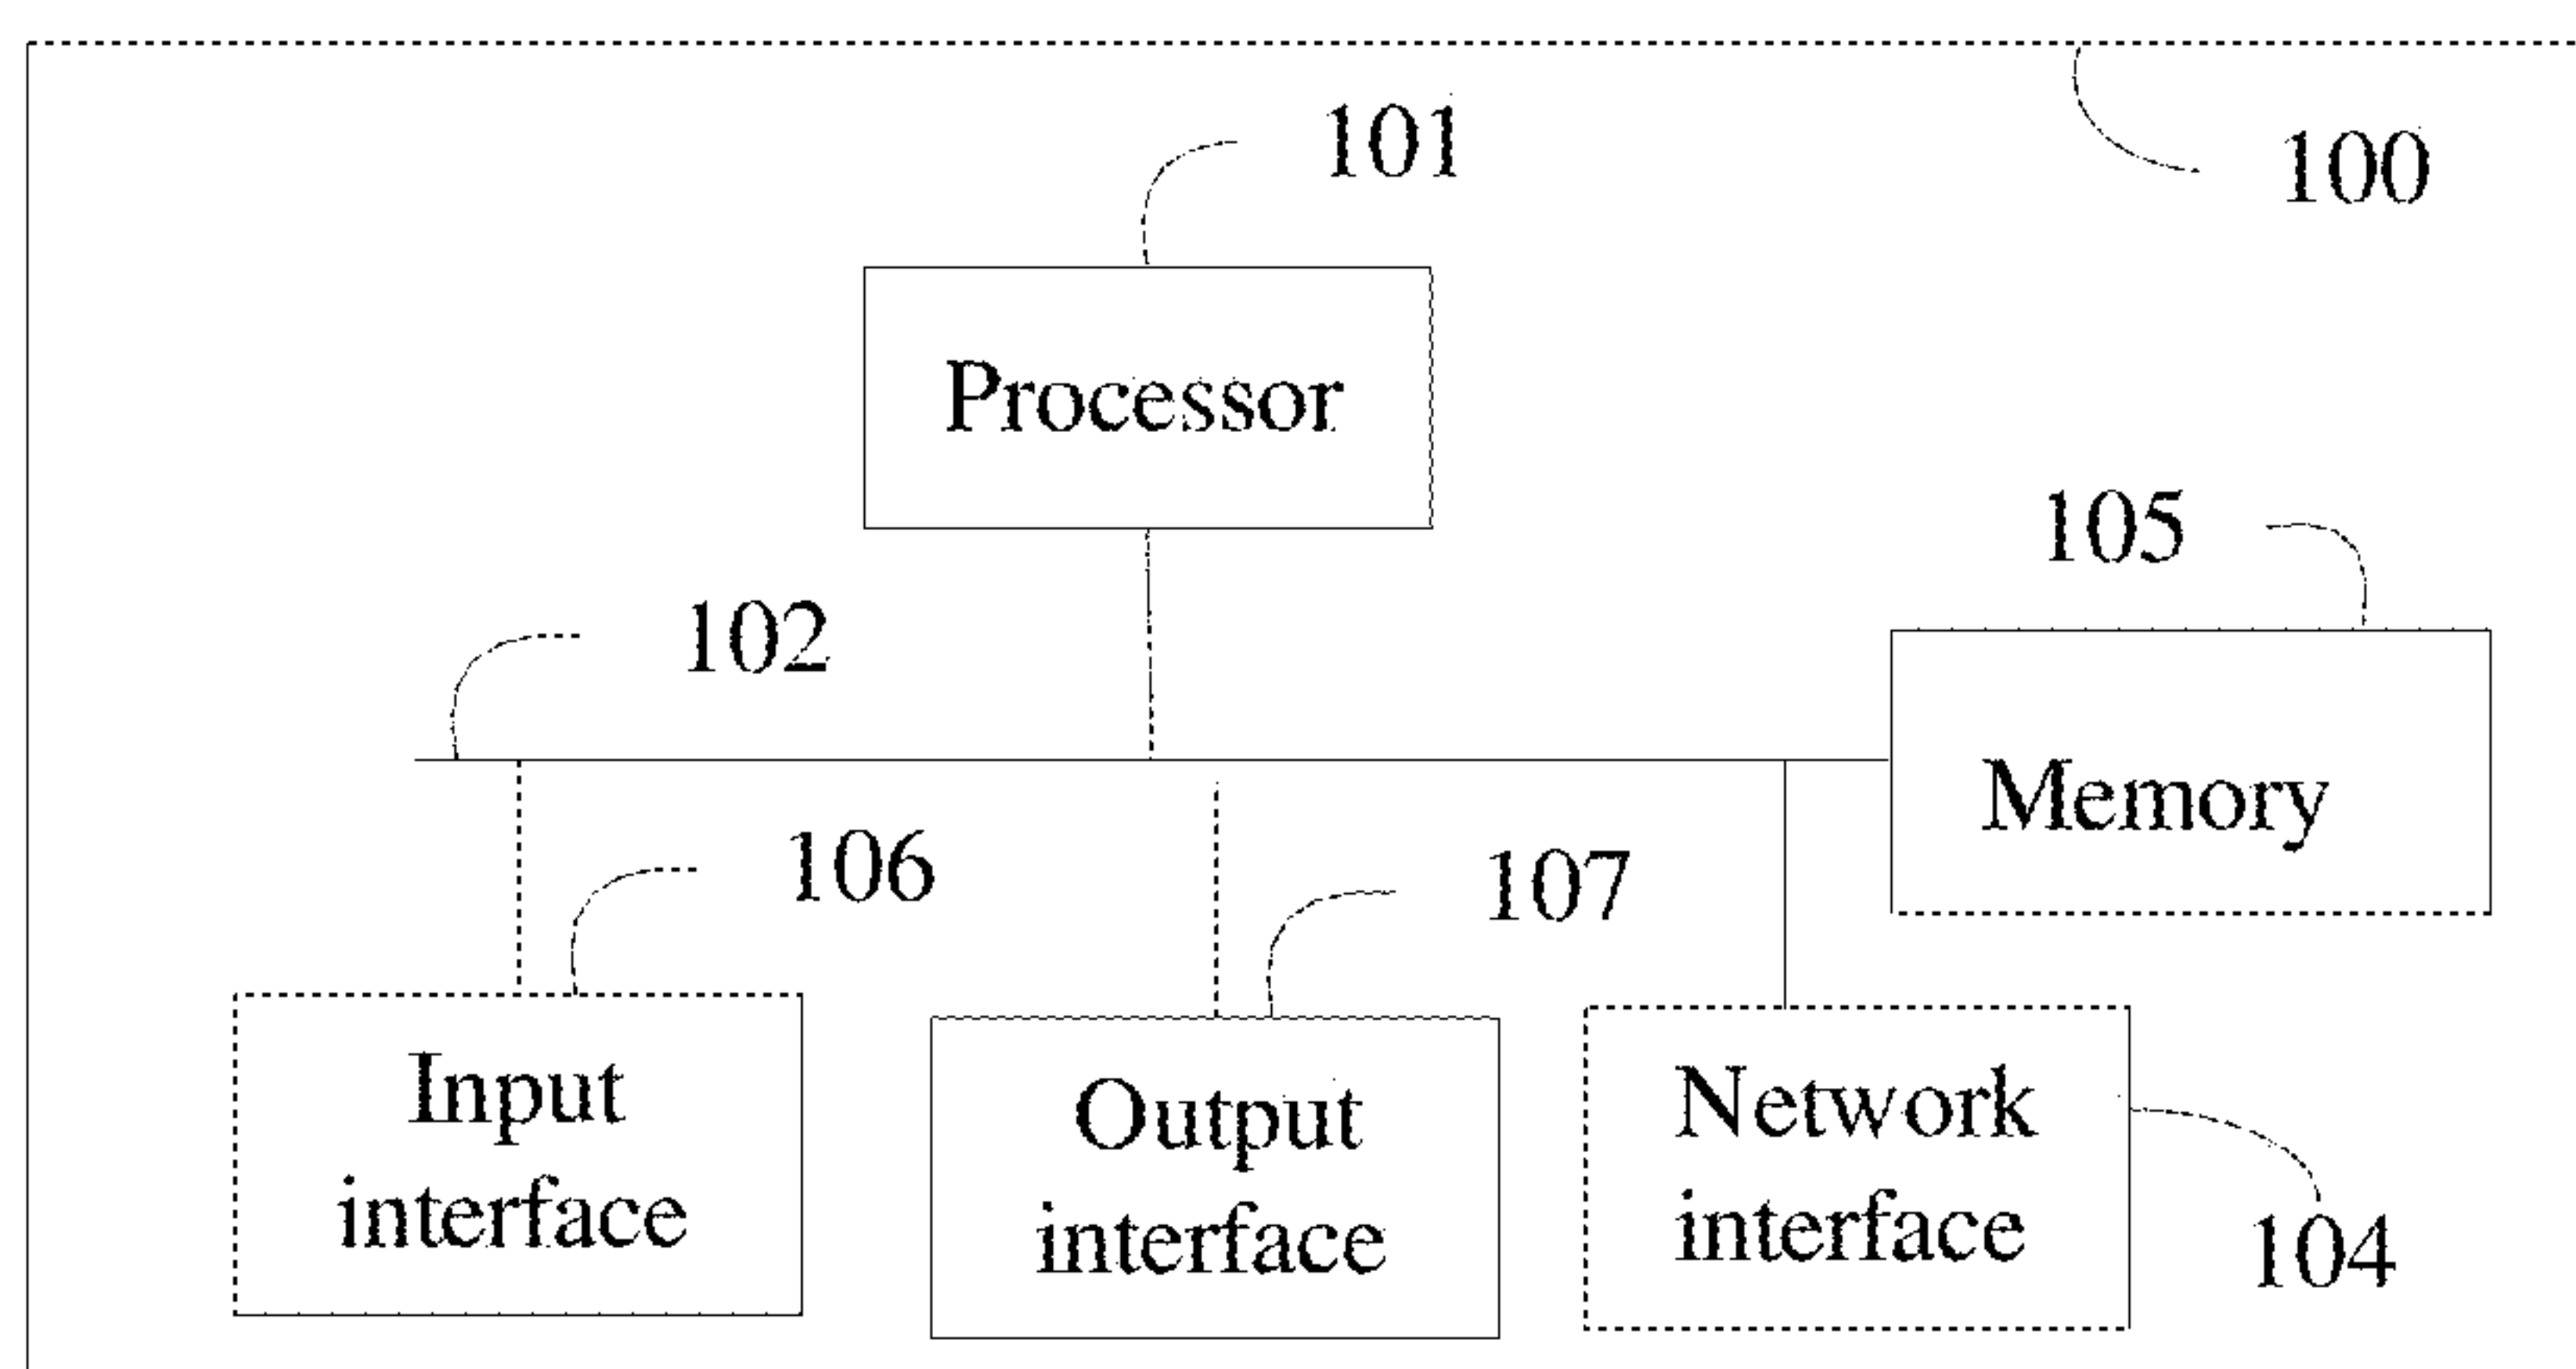 101
100
Processor
105
102
Memory
106
107
Input
interface
Output
interface
Network
interface
104